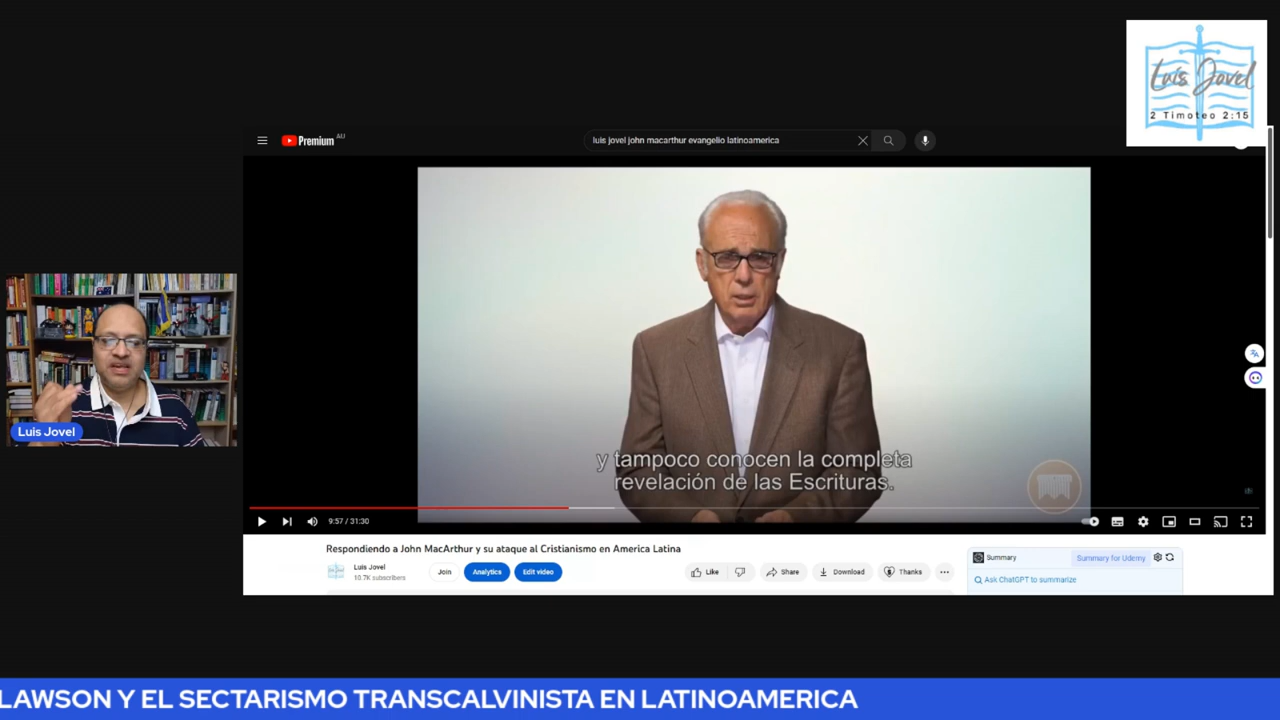 Luis Jovel
2 Timoteo 2:15
Premium AU
luis jovel john macarthur evangelio latinoamerica
y tampoco conocen la completa
revelación de las Escrituras.
Luis Jovel
9:57 / 31:30
Respondiendo a John MacArthur y su ataque al Cristianismo en America Latina
Luis Jovel
10.7K subscribers
Join
Analytics
Edit video
Like
Share
Download
Thanks
Summary
Summary for Udemy
Ask ChatGPT to summarize
LAWSON Y EL SECTARISMO TRANSCALVINISTA EN LATINOAMERICA